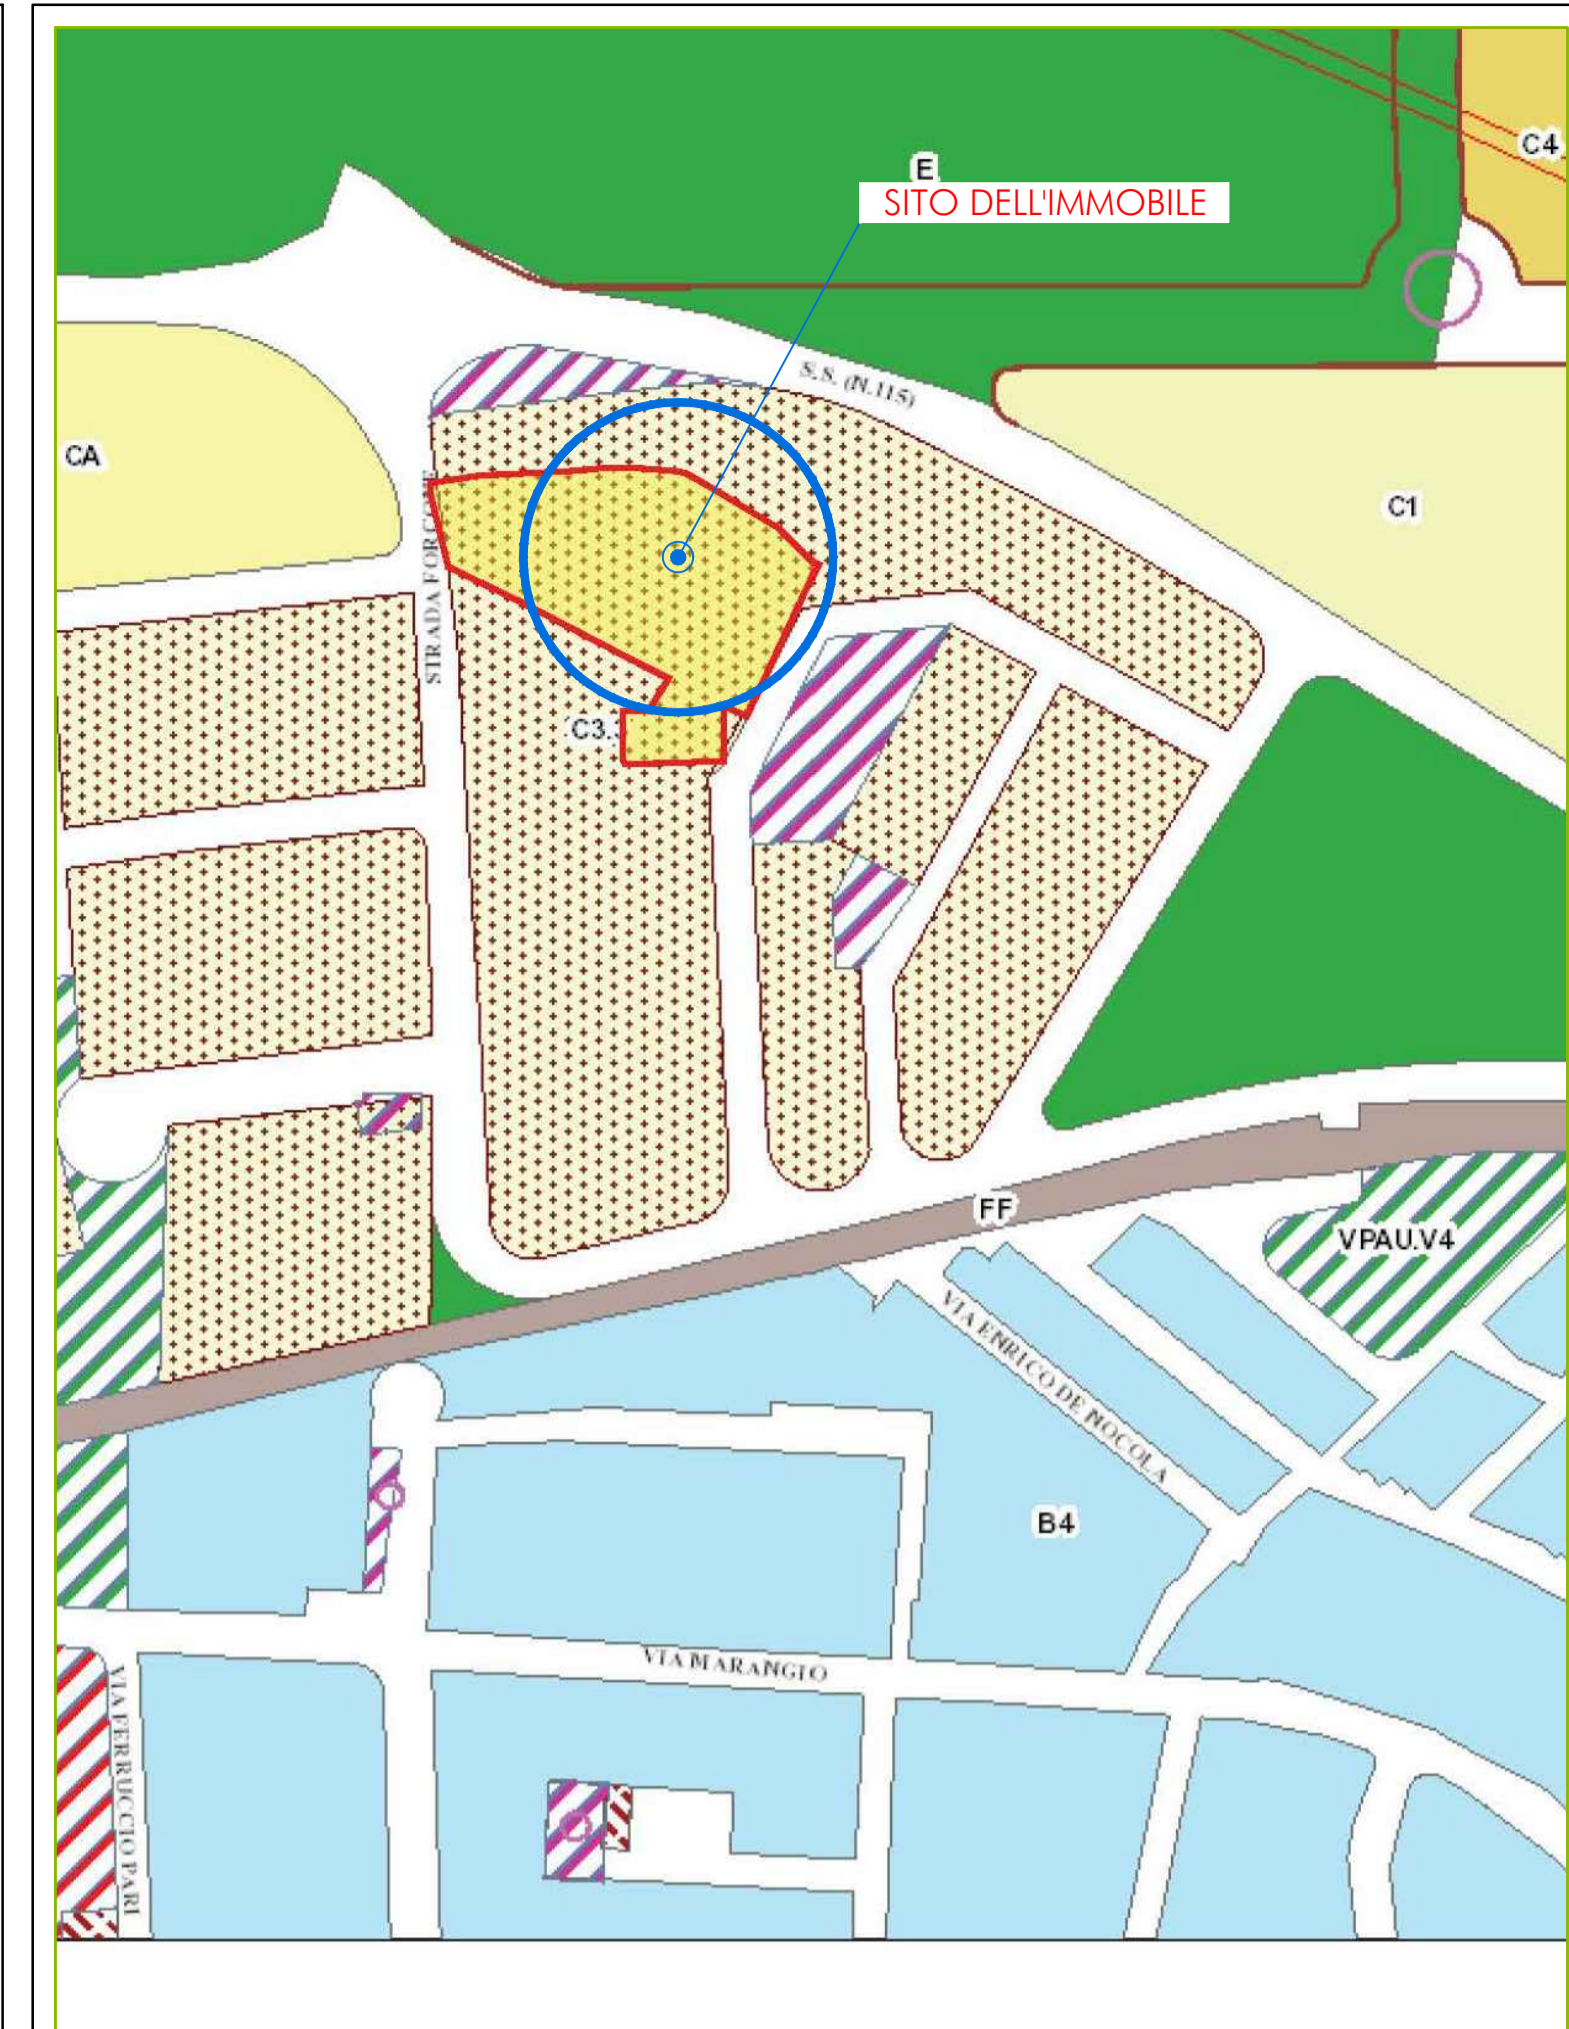 C4
E
SITO DELL'IMMOBILE
S.S. (N.115)
CA
C1
STRADA FORCONE
C3.
FF
VPAU.V4
VIA ENRICO DE NOCOLA
B4
VIA MARANGIO
VIA FERRUCCIO PARI